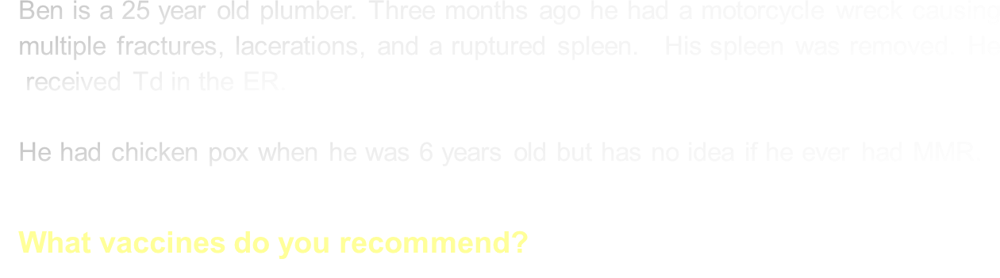 Ben is a 25 year old plumber. Three months ago he had a motorcycle wreck causing
multiple fractures, lacerations, and a ruptured spleen. His spleen was removed. He
received Td in the ER.
He had chicken pox when he was 6 years old but has no idea if he ever had MMR.
What vaccines do you recommend?